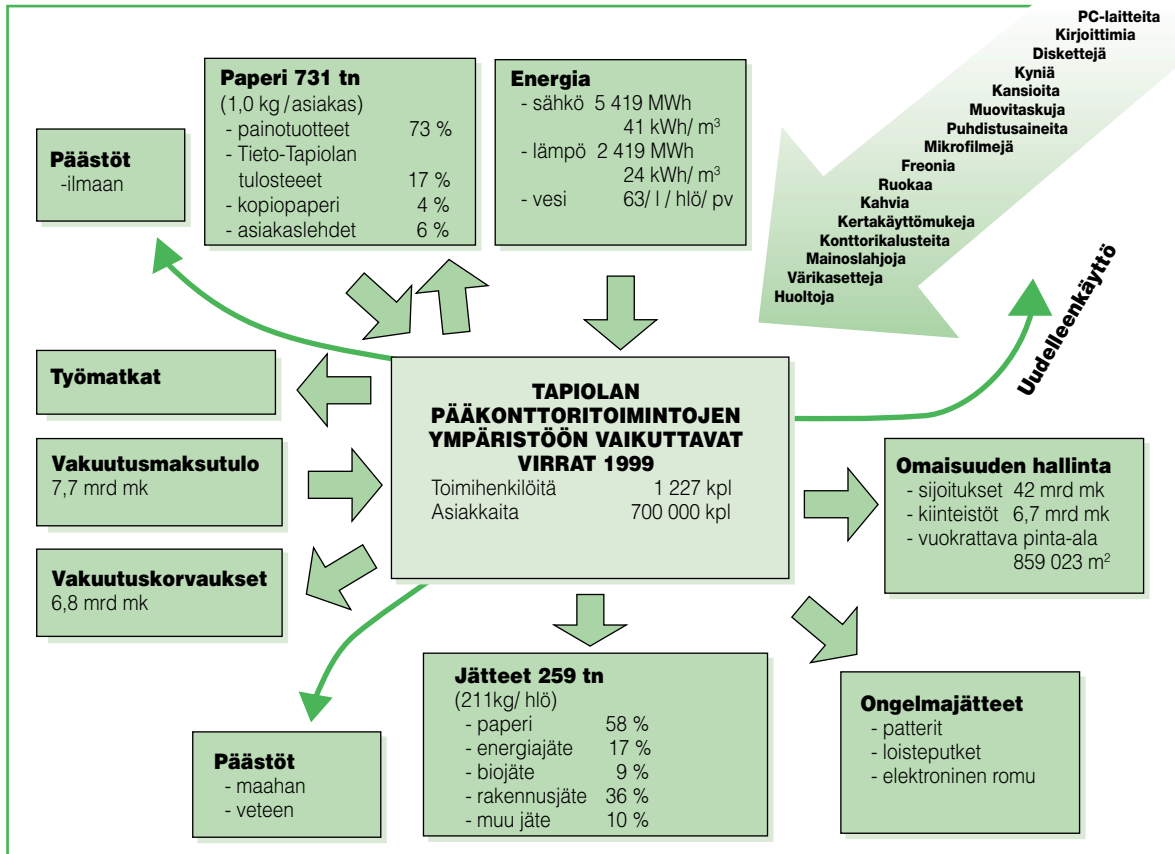 PC-laitteita
Kirjoittimia
Diskettejä
Kyniä
Kansioita
Muovitaskuja
Puhdistusaineita
Mikrofilmejä
Freonia
Ruokaa
Kahvia
Kertakäyttömukeja
Konttorikalusteita
Mainoslahjoja
Värikasetteja
Huoltoja
Paperi 731 tn
(1,0 kg /asiakas)
- painotuotteet 73 %
- Tieto-Tapiolan
tulosteeet 17 %
- kopiopaperi 4 %
- asiakaslehdet 6 %
Energia
- sähkö 5 419 MWh
41 kWh/ m³
- lämpö 2 419 MWh
24 kWh/ m³
- vesi 63/ l / hlö/ pv
Päästöt
-ilmaan
Uudelleenkäyttö
Työmatkat
Vakuutusmaksutulo
7,7 mrd mk
Vakuutuskorvaukset
6,8 mrd mk
TAPIOLAN
PÄÄKONTTORITOIMINTOJEN
YMPÄRISTÖÖN VAIKUTTAVAT
VIRRAT 1999
Toimihenkilöitä 1 227 kpl
Asiakkaita 700 000 kpl
Omaisuuden hallinta
- sijoitukset 42 mrd mk
- kiinteistöt 6,7 mrd mk
- vuokrattava pinta-ala
859 023 m²
Päästöt
- maahan
- veteen
Jätteet 259 tn
(211kg/ hlö)
- paperi 58 %
- energiajäte 17 %
- biojäte 9 %
- rakennusjäte 36 %
- muu jäte 10 %
Ongelmajätteet
- patterit
- loisteputket
- elektroninen romu